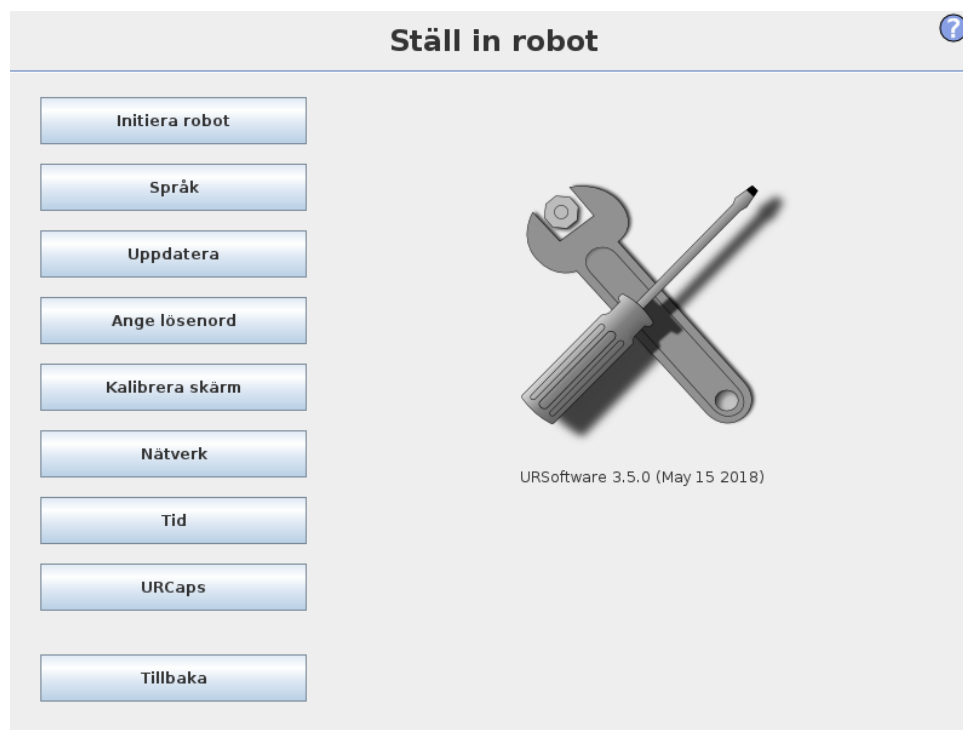 Ställ in robot
?
Initiera robot
Språk
Uppdatera
Ange lösenord
Kalibrera skärm
Nätverk
Tid
URCaps
Tillbaka
URSoftware 3.5.0 (May 15 2018)